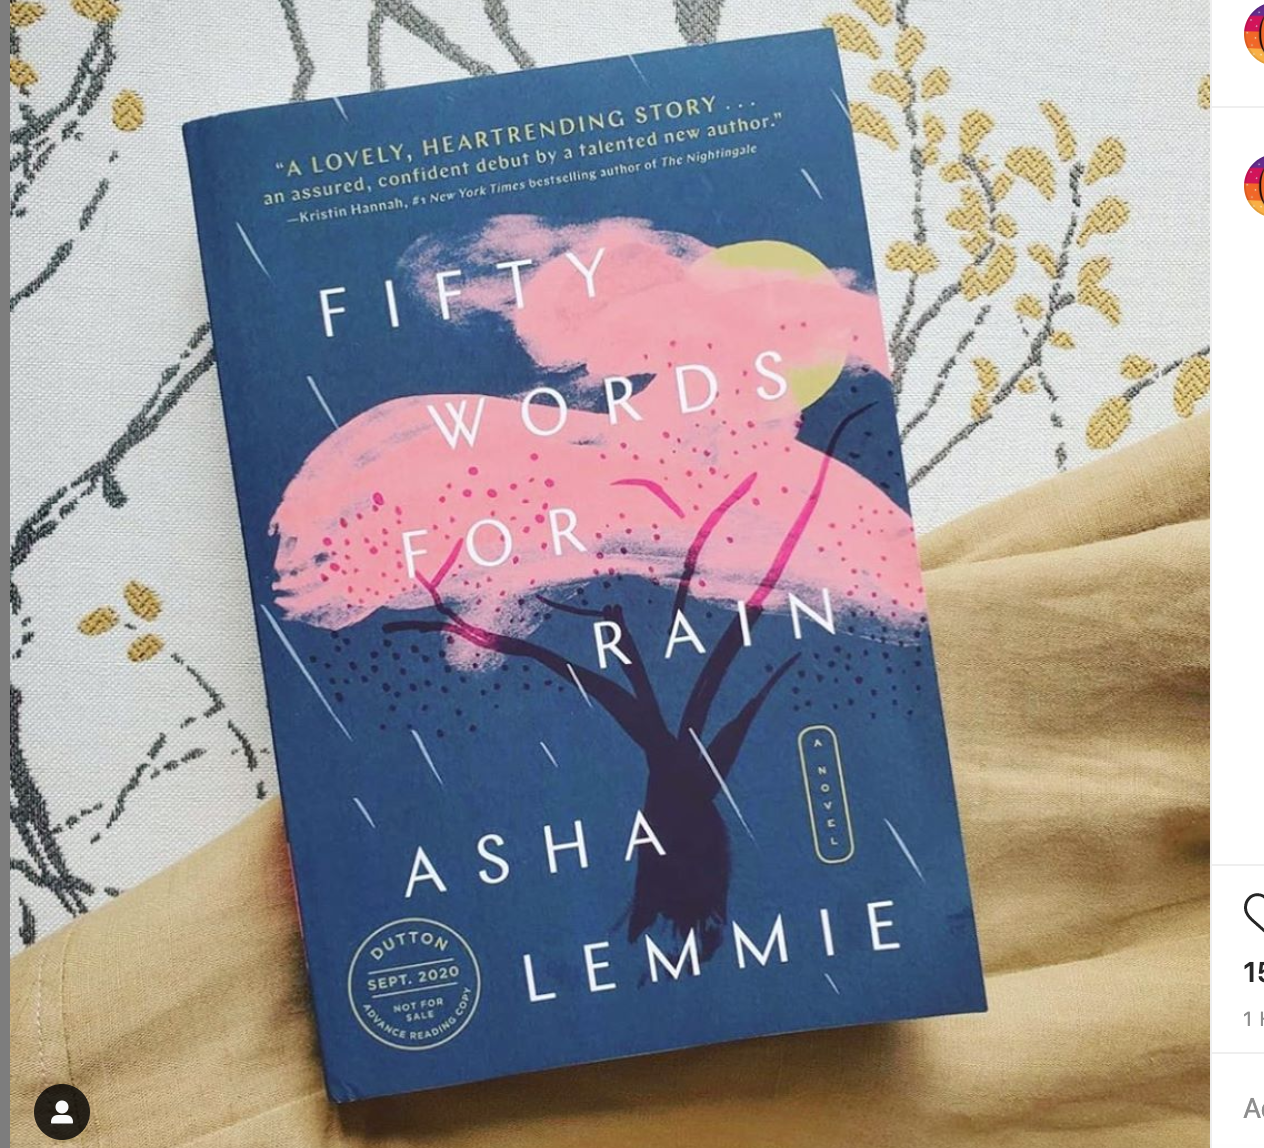 “A LOVELY, HEARTRENDING STORY . . .
an assured, confident debut by a talented new author.”
—Kristin Hannah, #1 New York Times bestselling author of The Nightingale
FIFTY
WORDS
FOR
RAIN
A NOVEL
ASHA
LEMMIE
DUTTON
SEPT. 2020
NOT FOR
SALE
ADVANCE READING COPY
15
1